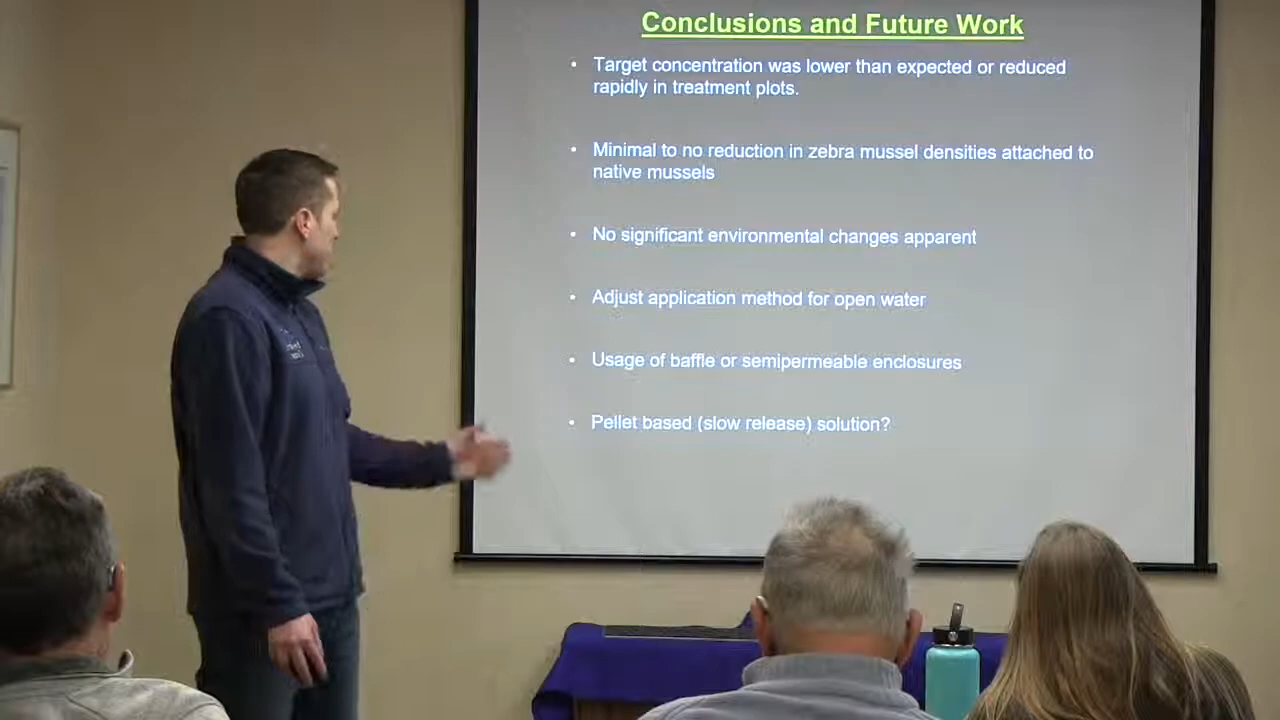 Conclusions and Future Work
• Target concentration was lower than expected or reduced
rapidly in treatment plots.
• Minimal to no reduction in zebra mussel densities attached to
native mussels
• No significant environmental changes apparent
• Adjust application method for open water
• Usage of baffle or semipermeable enclosures
• Pellet based (slow release) solution?